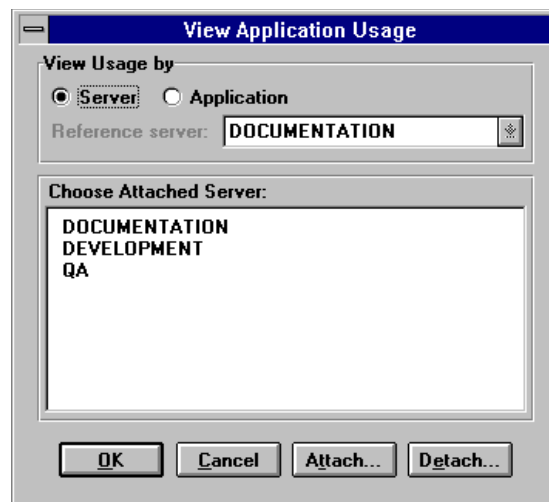 View Application Usage
View Usage by
Server Application
Reference server: DOCUMENTATION
Choose Attached Server:
DOCUMENTATION
DEVELOPMENT
QA
OK Cancel Attach... Detach...